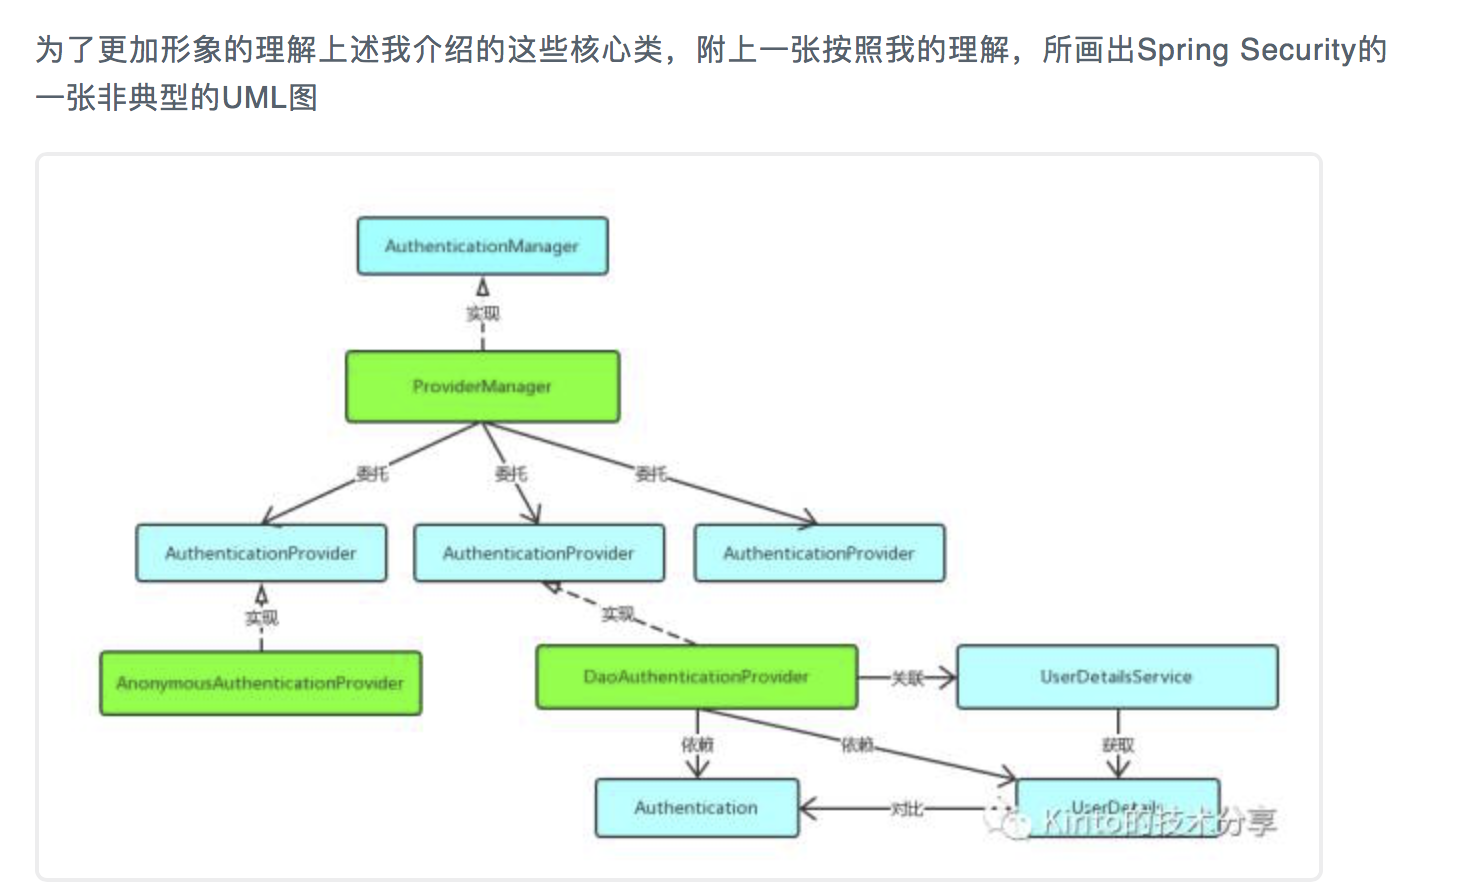 为了更加形象的理解上述我介绍的这些核心类，附上一张按照我的理解，所画出Spring Security的
一张非典型的UML图
AuthenticationManager
实现
ProviderManager
委托
委托
委托
AuthenticationProvider
AuthenticationProvider
AuthenticationProvider
实现
实现
AnonymousAuthenticationProvider
DaoAuthenticationProvider
关联
UserDetailsService
依赖
依赖
获取
Authentication
对比
UserDetails
Kirito的技术分享